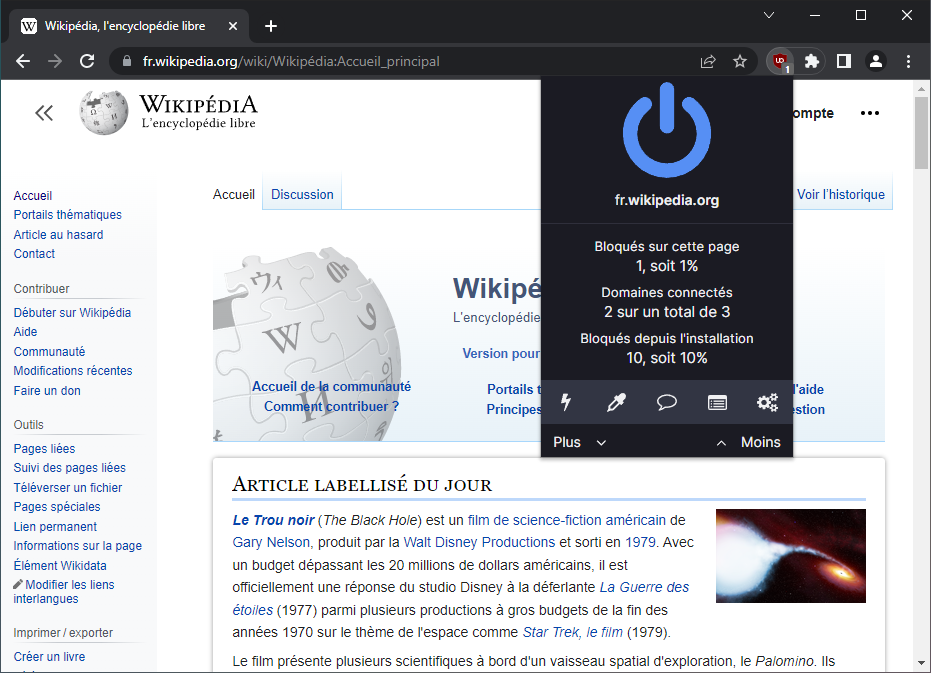 Wikipédia, l'encyclopédie libre
fr.wikipedia.org/wiki/Wikipédia:Accueil_principal
UD
1
WIKIPÉDIA
L'encyclopédie libre
Accueil
Portails thématiques
Article au hasard
Contact
Contribuer
Débuter sur Wikipédia
Aide
Communauté
Modifications récentes
Faire un don
Outils
Pages liées
Suivi des pages liées
Téléverser un fichier
Pages spéciales
Lien permanent
Informations sur la page
Élément Wikidata
Modifier les liens
interlangues
Imprimer / exporter
Créer un livre
Accueil
Discussion
Voir l'historique
Wikipé
L'encyclopédie
Version pour
Accueil de la communauté
Comment contribuer ?
Portails t
Principes
'aide
estion
fr.wikipedia.org
Bloqués sur cette page
1, soit 1%
Domaines connectés
2 sur un total de 3
Bloqués depuis l'installation
10, soit 10%
Plus
Moins
ompte
Article labellisé du jour
Le Trou noir (The Black Hole) est un film de science-fiction américain de
Gary Nelson, produit par la Walt Disney Productions et sorti en 1979. Avec
un budget dépassant les 20 millions de dollars américains, il est
officiellement une réponse du studio Disney à la déferlante La Guerre des
étoiles (1977) parmi plusieurs productions à gros budgets de la fin des
années 1970 sur le thème de l'espace comme Star Trek, le film (1979).
Le film présente plusieurs scientifiques à bord d'un vaisseau spatial d'exploration, le Palomino. Ils